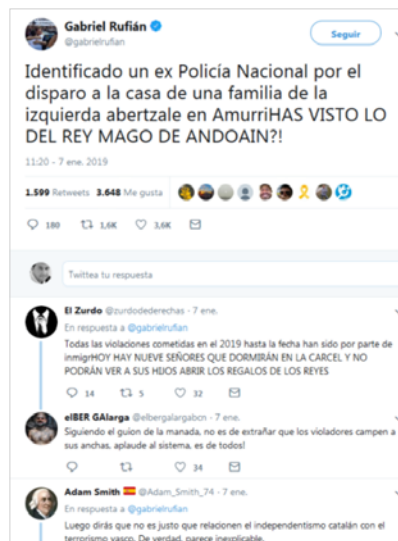 Gabriel Rufián
@gabrielrufian
Seguir
Identificado un ex Policía Nacional por el
disparo a la casa de una familia de la
izquierda abertzale en AmurriHAS VISTO LO
DEL REY MAGO DE ANDOAIN?!
11:20 - 7 ene. 2019
1.599 Retweets 3.648 Me gusta
180 1,6K 3,6K
Twittea tu respuesta
El Zurdo @zurdodederechas · 7 ene.
En respuesta a @gabrielrufian
Todas las violaciones cometidas en el 2019 hasta la fecha han sido por parte de
inmigrHOY HAY NUEVE SEÑORES QUE DORMIRÁN EN LA CARCEL Y NO
PODRÁN VER A SUS HIJOS ABRIR LOS REGALOS DE LOS REYES
14 5 32
elBER GAlarga @elbergalargabcn · 7 ene.
Siguiendo el guion de la manada, no es de extrañar que los violadores campen a
sus anchas, aplaude al sistema, es de todos!
34
Adam Smith @Adam_Smith_74 · 7 ene.
En respuesta a @gabrielrufian
Luego dirás que no es justo que relacionen el independentismo catalán con el
terrorismo vasco. De verdad, parece inexplicable.